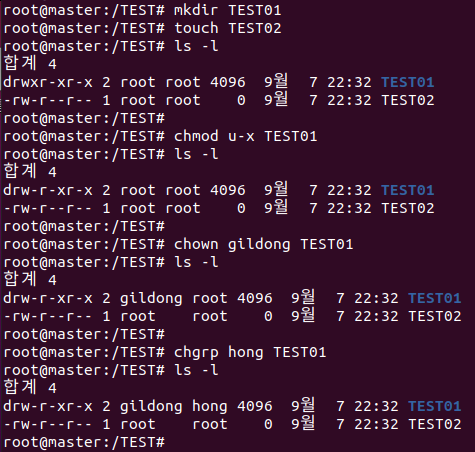 root@master:/TEST# mkdir TEST01
root@master:/TEST# touch TEST02
root@master:/TEST# ls -l
합계 4
drwxr-xr-x 2 root root 4096  9월  7 22:32 TEST01
-rw-r--r-- 1 root root    0  9월  7 22:32 TEST02
root@master:/TEST#
root@master:/TEST# chmod u-x TEST01
root@master:/TEST# ls -l
합계 4
drw-r-xr-x 2 root root 4096  9월  7 22:32 TEST01
-rw-r--r-- 1 root root    0  9월  7 22:32 TEST02
root@master:/TEST#
root@master:/TEST# chown gildong TEST01
root@master:/TEST# ls -l
합계 4
drw-r-xr-x 2 gildong root 4096  9월  7 22:32 TEST01
-rw-r--r-- 1 root    root    0  9월  7 22:32 TEST02
root@master:/TEST#
root@master:/TEST# chgrp hong TEST01
root@master:/TEST# ls -l
합계 4
drw-r-xr-x 2 gildong hong 4096  9월  7 22:32 TEST01
-rw-r--r-- 1 root    root    0  9월  7 22:32 TEST02
root@master:/TEST#